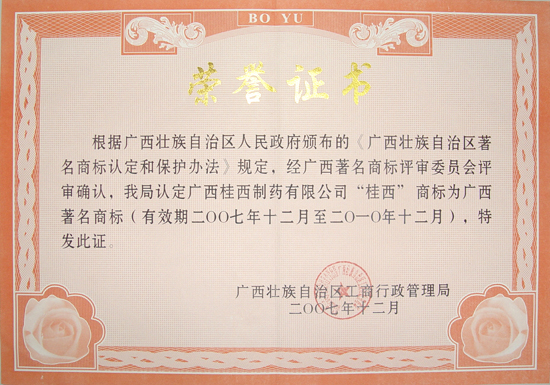 BO YU
荣誉证书
根据广西壮族自治区人民政府颁布的《广西壮族自治区著
名商标认定和保护办法》规定，经广西著名商标评审委员会评
审确认，我局认定广西桂西制药有限公司“桂西”商标为广西
著名商标（有效期二〇〇七年十二月至二〇一〇年十二月），特
发此证。
广西壮族自治区工商行政管理局
二〇〇七年十二月